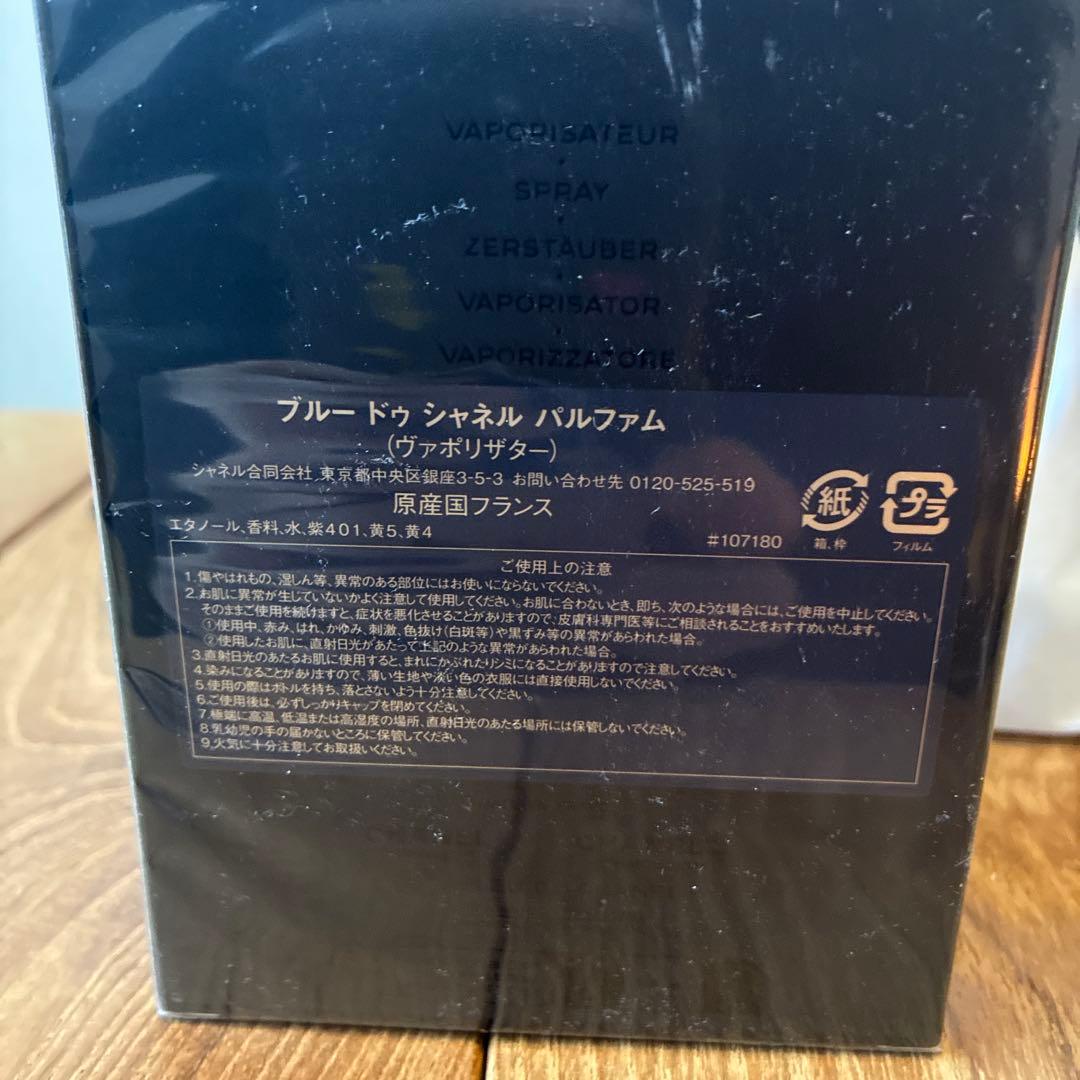 VAPORISATEUR
SPRAY
ZERSTÄUBER
VAPORISATOR
VAPORIZZATORE
ブルー ドゥ シャネル パルファム
(ヴァポリザター)
シャネル合同会社 東京都中央区銀座3-5-3 お問い合わせ先 0120-525-519
原産国フランス
エタノール、香料、水、紫401、黄5、黄4
#107180
紙
箱、枠
プラ
フィルム
ご使用上の注意
1.傷やはれもの、湿しん等、異常のある部位にはお使いにならないでください。
2.お肌に異常が生じていないかよく注意して使用してください。お肌に合わないとき、即ち、次のような場合には、ご使用を中止してください。
そのままご使用を続けますと、症状を悪化させることがありますので、皮膚科専門医等にご相談されることをおすすめいたします。
①使用中、赤み、はれ、かゆみ、刺激、色抜け(白斑等)や黒ずみ等の異常があらわれた場合。
②使用したお肌に、直射日光があたって上記のような異常があらわれた場合。
3.直射日光のあたるお肌に使用すると、まれにかぶれたりシミになることがありますので注意してください。
4.染みになることがありますので、薄い生地や淡い色の衣服には直接使用しないでください。
5.使用の際はボトルを持ち、落とさないよう十分注意してください。
6.ご使用後は、必ずしっかりキャップを閉めてください。
7.極端に高温、低温または高湿度の場所、直射日光のあたる場所には保管しないでください。
8.乳幼児の手の届かないところに保管してください。
9.火気に十分注意してお取扱いください。